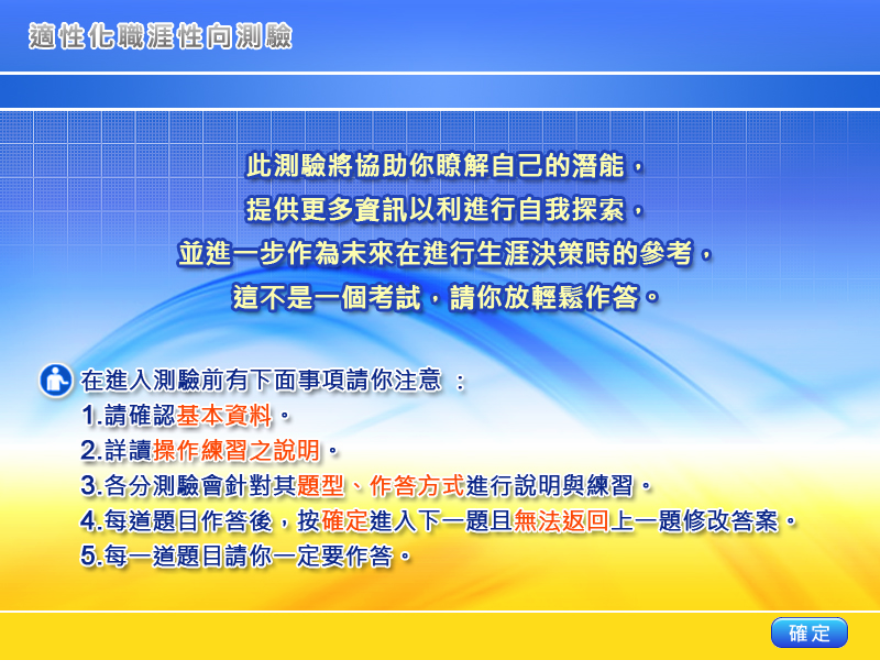 適性化職涯性向測驗
此測驗將協助你瞭解自己的潛能，
提供更多資訊以利進行自我探索，
並進一步作為未來在進行生涯決策時的參考，
這不是一個考試，請你放輕鬆作答。
在進入測驗前有下面事項請你注意 ：
1.請確認基本資料。
2.詳讀操作練習之說明。
3.各分測驗會針對其題型、作答方式進行說明與練習。
4.每道題目作答後，按確定進入下一題且無法返回上一題修改答案。
5.每一道題目請你一定要作答。
確定